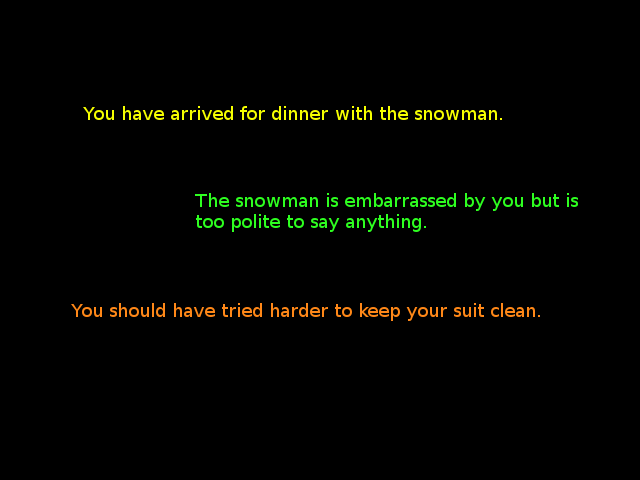 You have arrived for dinner with the snowman.
The snowman is embarrassed by you but is
too polite to say anything.
You should have tried harder to keep your suit clean.